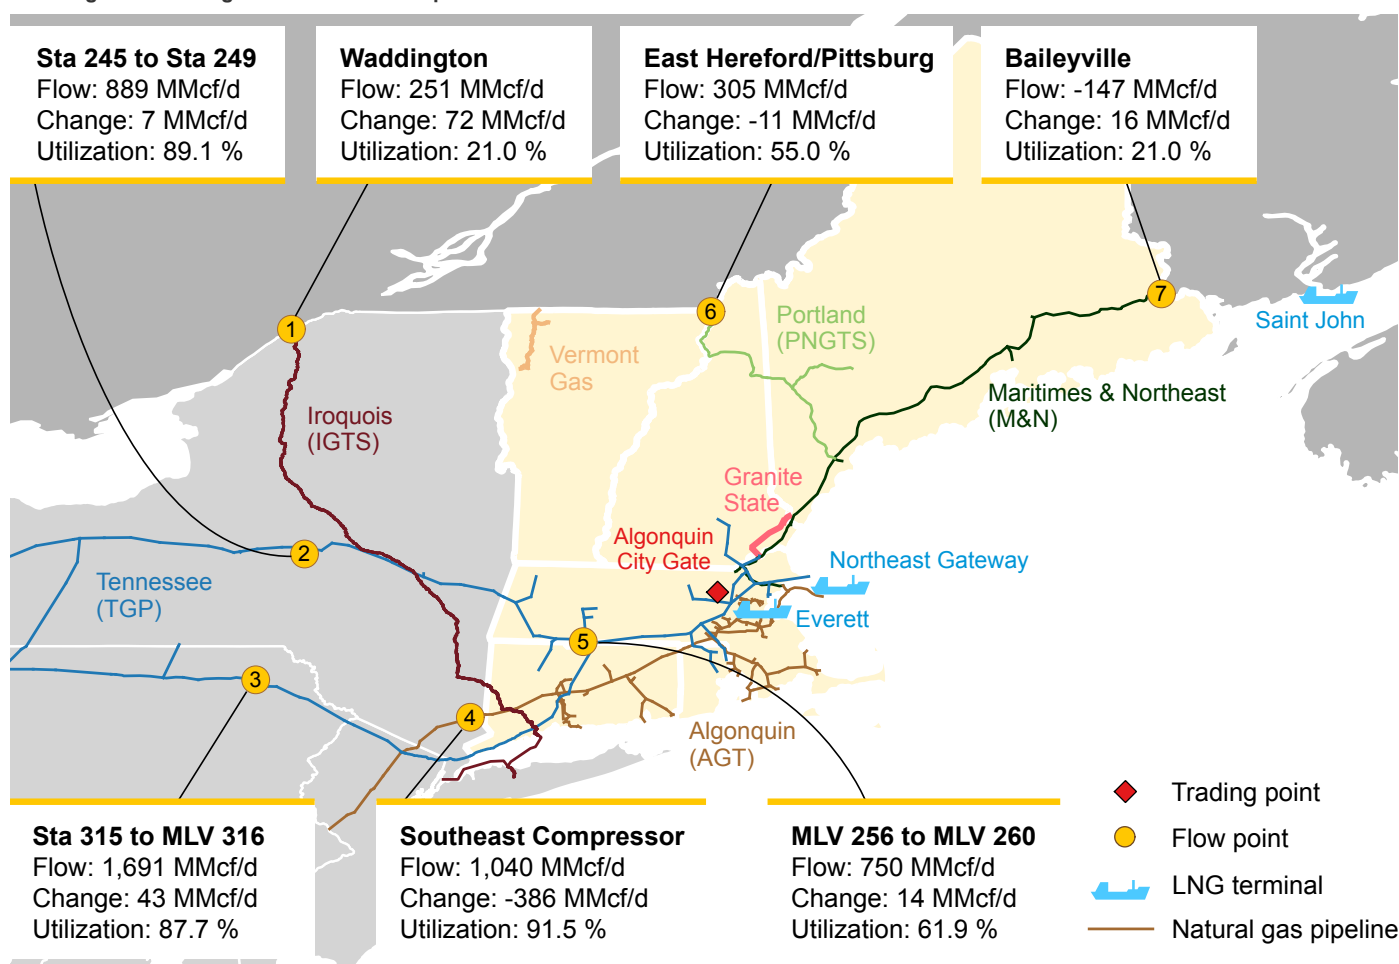 Sta 245 to Sta 249
Flow: 889 MMcf/d
Change: 7 MMcf/d
Utilization: 89.1 %
Waddington
Flow: 251 MMcf/d
Change: 72 MMcf/d
Utilization: 21.0 %
East Hereford/Pittsburg
Flow: 305 MMcf/d
Change: -11 MMcf/d
Utilization: 55.0 %
Baileyville
Flow: -147 MMcf/d
Change: 16 MMcf/d
Utilization: 21.0 %
1
6
7
Saint John
Portland
(PNGTS)
Vermont
Gas
Maritimes & Northeast
(M&N)
Iroquois
(IGTS)
Granite
State
Algonquin
City Gate
2
Northeast Gateway
Tennessee
(TGP)
Everett
5
3
4
Algonquin
(AGT)
Trading point
Flow point
LNG terminal
Natural gas pipeline
Sta 315 to MLV 316
Flow: 1,691 MMcf/d
Change: 43 MMcf/d
Utilization: 87.7 %
Southeast Compressor
Flow: 1,040 MMcf/d
Change: -386 MMcf/d
Utilization: 91.5 %
MLV 256 to MLV 260
Flow: 750 MMcf/d
Change: 14 MMcf/d
Utilization: 61.9 %